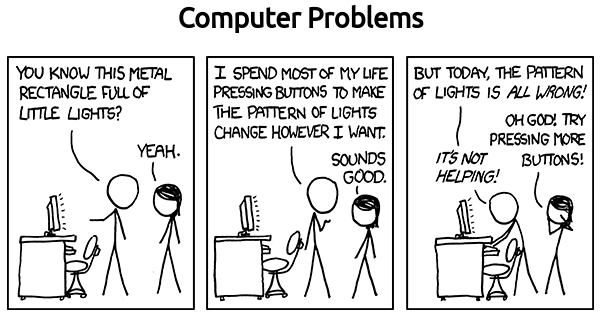 Computer Problems
YOU KNOW THIS METAL
RECTANGLE FULL OF
LITTLE LIGHTS?
YEAH.
I SPEND MOST OF MY LIFE
PRESSING BUTTONS TO MAKE
THE PATTERN OF LIGHTS
CHANGE HOWEVER I WANT.
SOUNDS
GOOD.
BUT TODAY, THE PATTERN
OF LIGHTS IS ALL WRONG!
OH GOD! TRY
PRESSING MORE
BUTTONS!
IT'S NOT
HELPING!